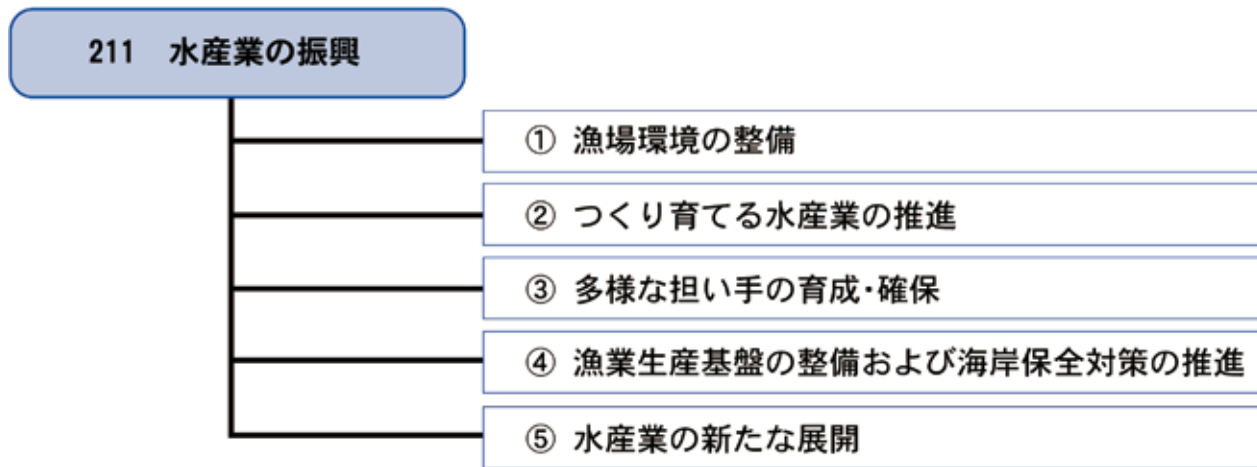 211　水産業の振興
① 漁場環境の整備
② つくり育てる水産業の推進
③ 多様な担い手の育成・確保
④ 漁業生産基盤の整備および海岸保全対策の推進
⑤ 水産業の新たな展開